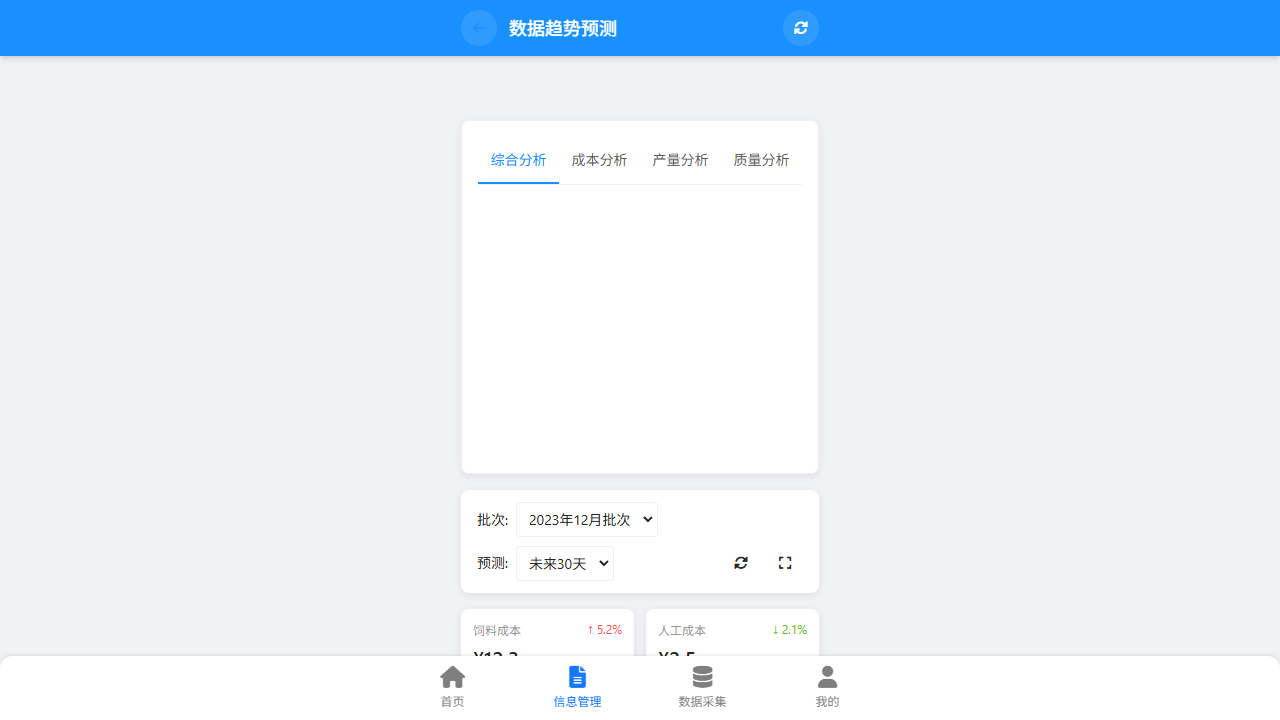 数据趋势预测
综合分析 成本分析 产量分析 质量分析
批次: 2023年12月批次
预测: 未来30天
饲料成本 ↑ 5.2% 人工成本 ↓ 2.1%
首页 信息管理 数据采集 我的